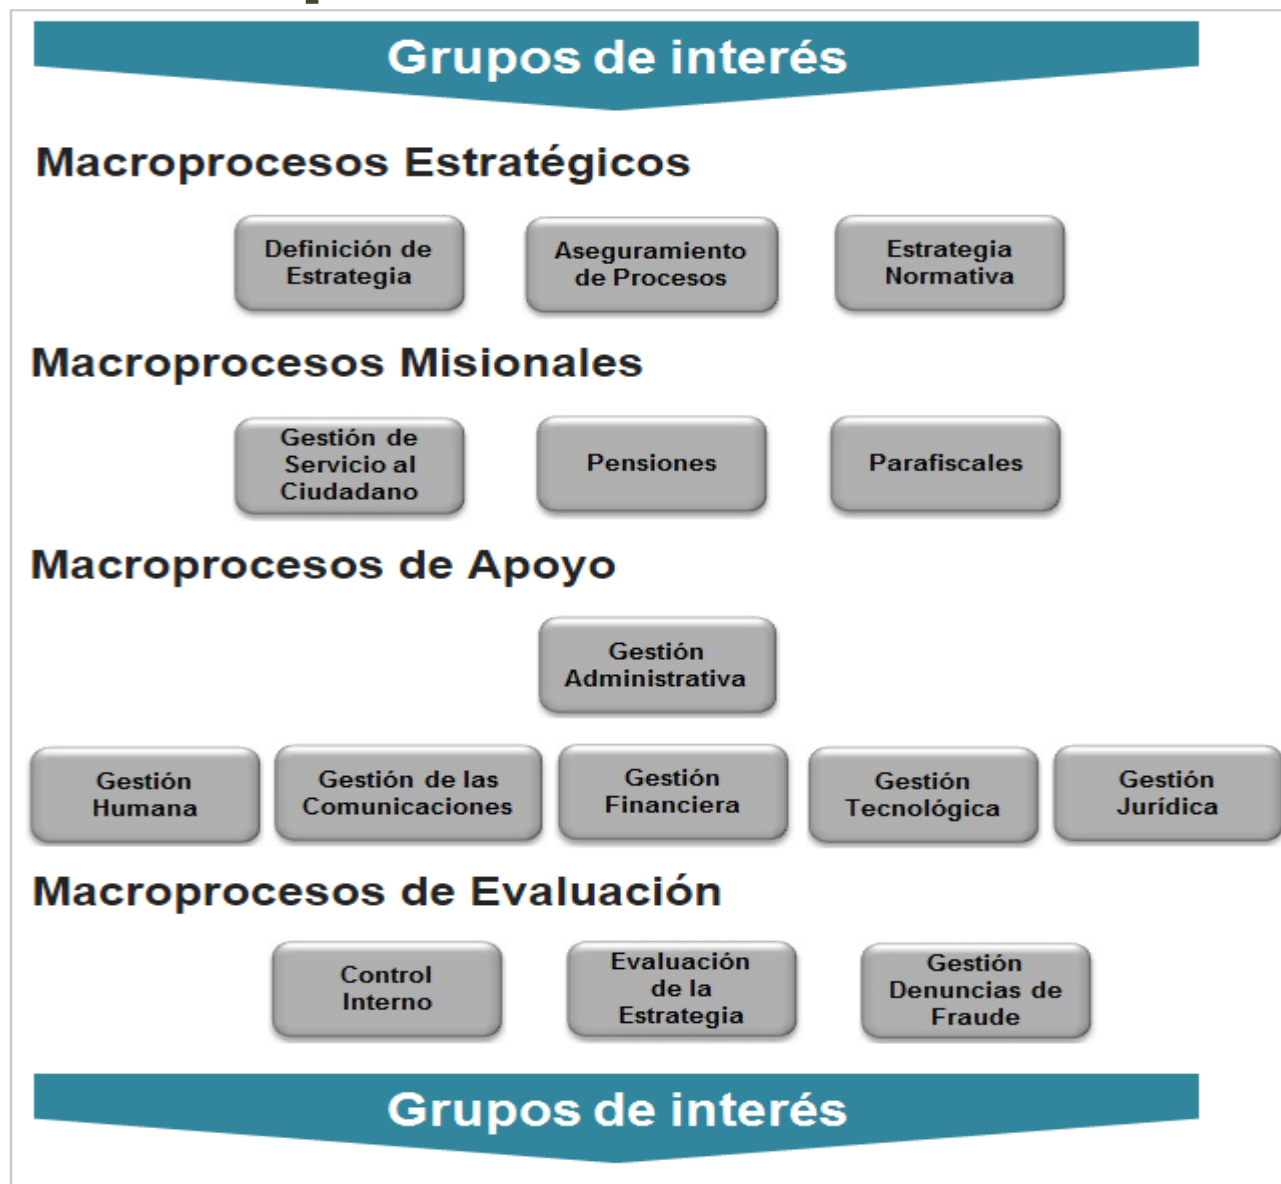 Grupos de interés
Macroprocesos Estratégicos
Definición de
Estrategia
Aseguramiento
de Procesos
Estrategia
Normativa
Macroprocesos Misionales
Gestión de
Servicio al
Ciudadano
Pensiones
Parafiscales
Macroprocesos de Apoyo
Gestión
Administrativa
Gestión
Humana
Gestión de las
Comunicaciones
Gestión
Financiera
Gestión
Tecnológica
Gestión
Jurídica
Macroprocesos de Evaluación
Control
Interno
Evaluación
de la
Estrategia
Gestión
Denuncias de
Fraude
Grupos de interés